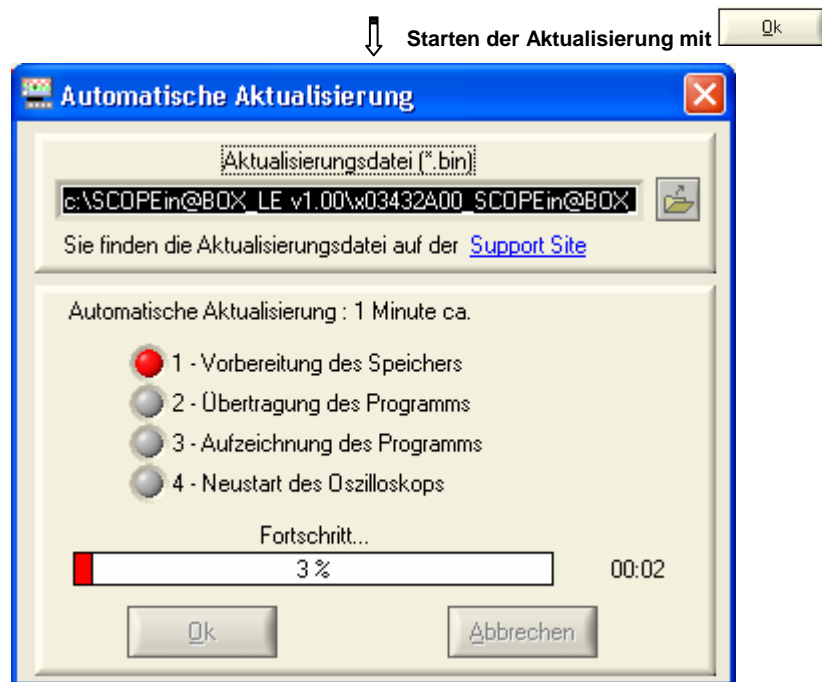 Starten der Aktualisierung mit Ok
Automatische Aktualisierung
Aktualisierungsdatei (*.bin)
c:\SCOPEin@BOX_LE v1.00\x03432A00_SCOPEin@BOX_
Sie finden die Aktualisierungsdatei auf der Support Site
Automatische Aktualisierung : 1 Minute ca.
1 - Vorbereitung des Speichers
2 - Übertragung des Programms
3 - Aufzeichnung des Programms
4 - Neustart des Oszilloskops
Fortschritt...
3 % 00:02
Ok Abbrechen